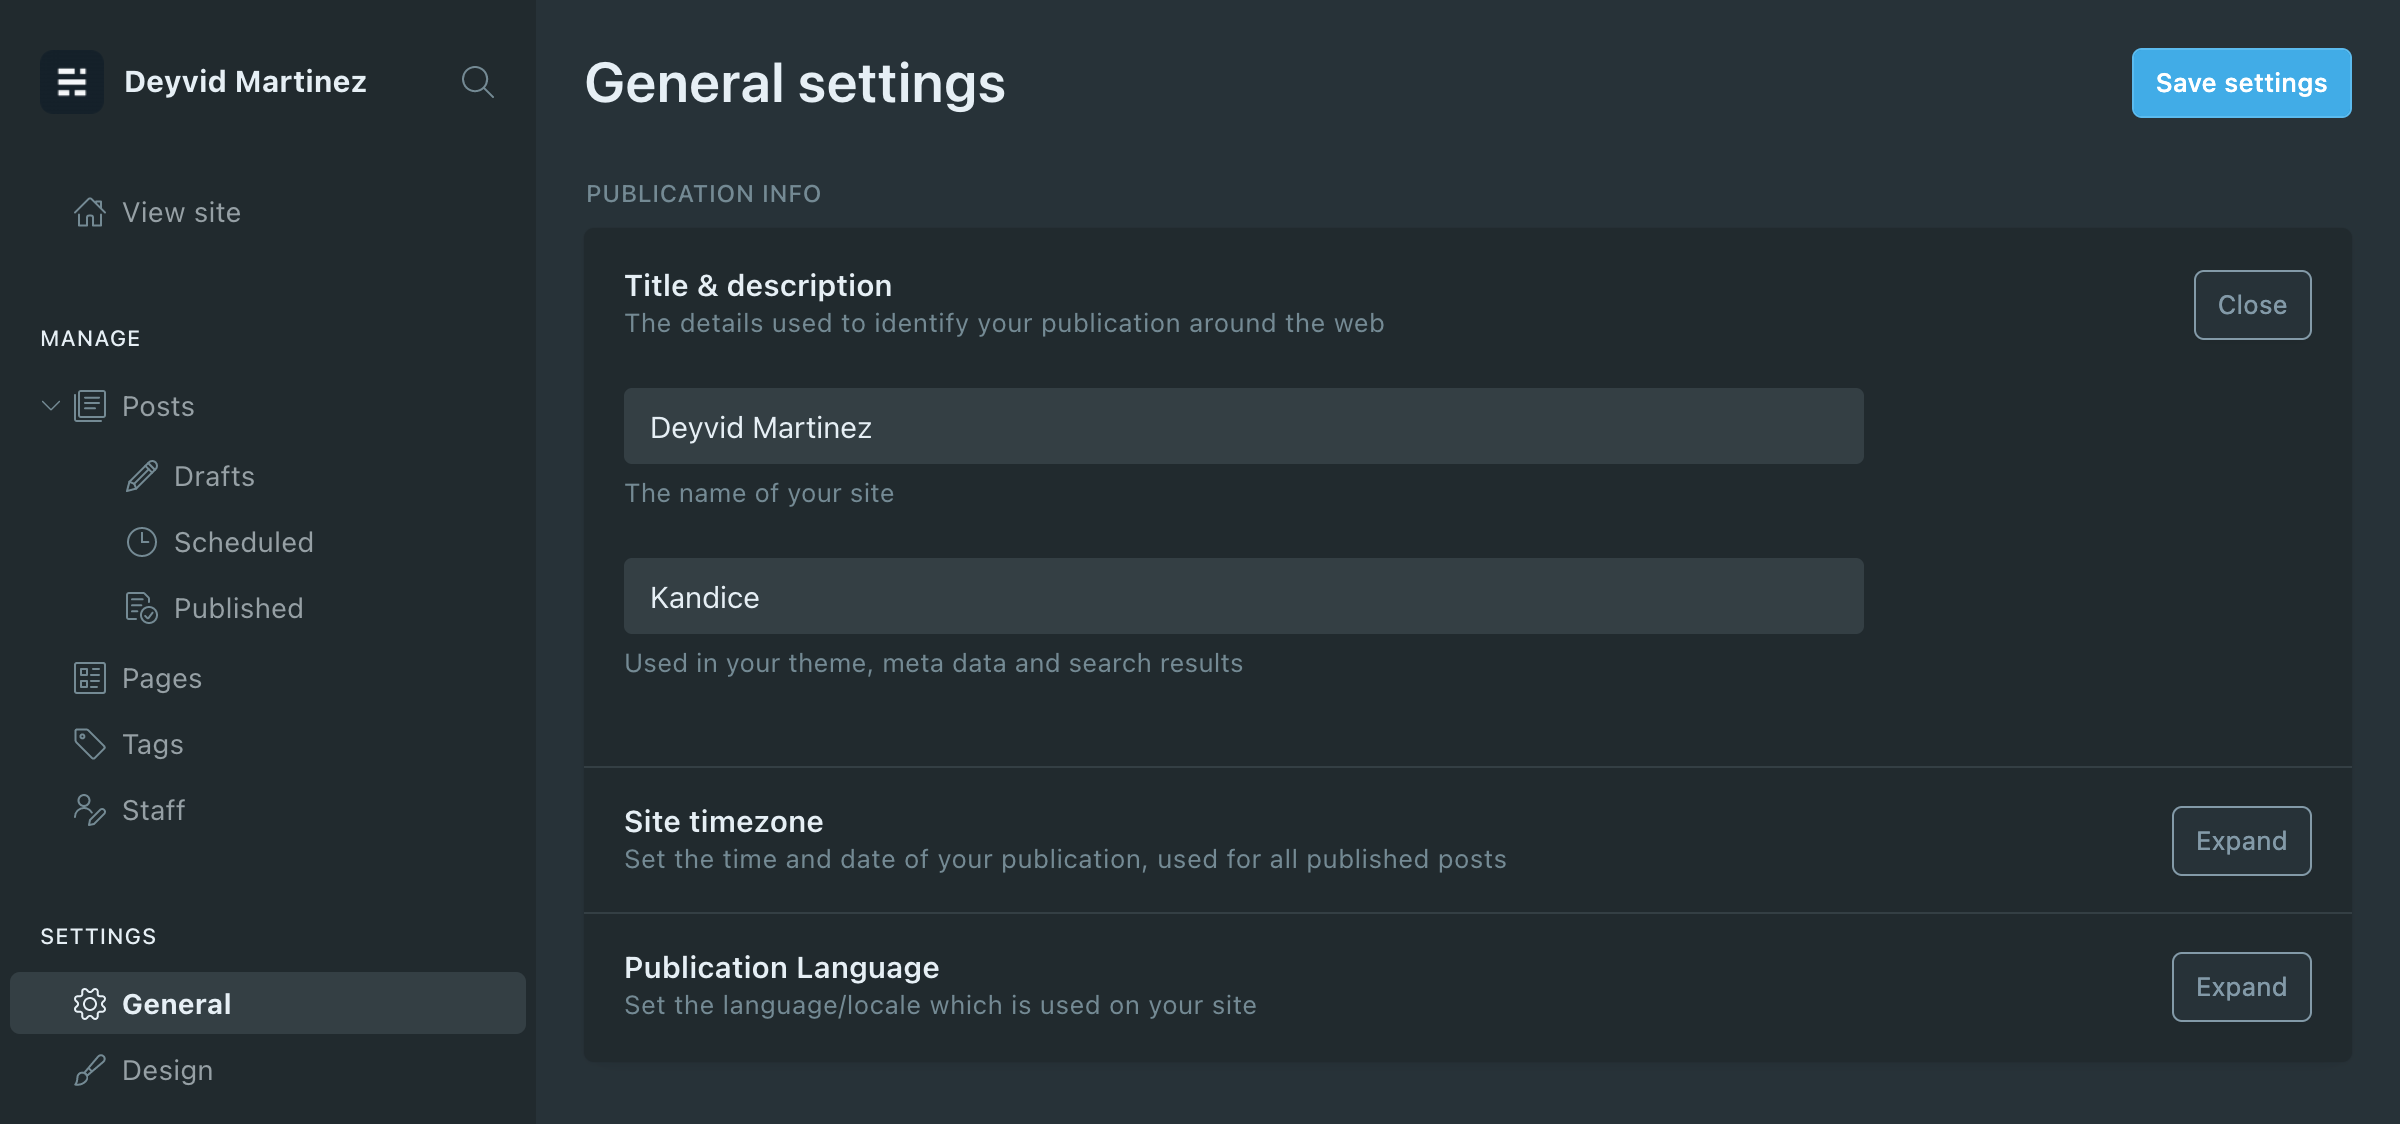 Deyvid Martinez
View site
MANAGE
Posts
Drafts
Scheduled
Published
Pages
Tags
Staff
SETTINGS
General
Design
General settings
Save settings
PUBLICATION INFO
Title & description
The details used to identify your publication around the web
Close
Deyvid Martinez
The name of your site
Kandice
Used in your theme, meta data and search results
Site timezone
Set the time and date of your publication, used for all published posts
Expand
Publication Language
Set the language/locale which is used on your site
Expand